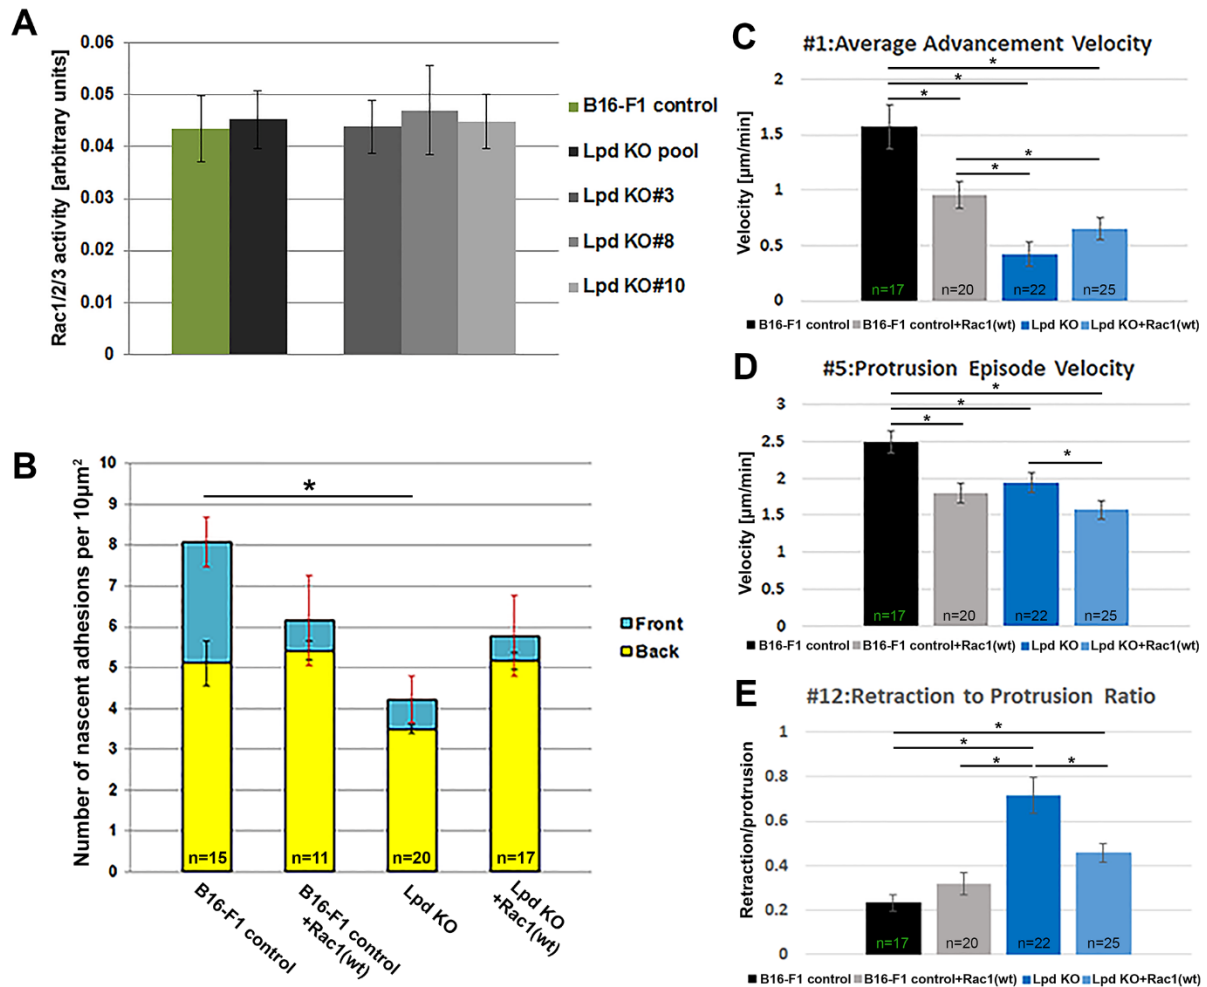 A
Rac1/2/3 activity [arbitrary units]
0.06
0.05
0.04
0.03
0.02
0.01
0
B16-F1 control
Lpd KO pool
Lpd KO#3
Lpd KO#8
Lpd KO#10
B
Number of nascent adhesions per 10µm²
10
9
8
7
6
5
4
3
2
1
0
*
n=15
n=11
n=20
n=17
B16-F1 control
B16-F1 control
+Rac1(wt)
Lpd KO
Lpd KO
+Rac1(wt)
Front
Back
C
#1:Average Advancement Velocity
Velocity [µm/min]
2
1.5
1
0.5
0
*
*
*
*
*
n=17
n=20
n=22
n=25
B16-F1 control B16-F1 control+Rac1(wt) Lpd KO Lpd KO+Rac1(wt)
D
#5:Protrusion Episode Velocity
Velocity [µm/min]
3
2.5
2
1.5
1
0.5
0
*
*
*
*
n=17
n=20
n=22
n=25
B16-F1 control B16-F1 control+Rac1(wt) Lpd KO Lpd KO+Rac1(wt)
E
#12:Retraction to Protrusion Ratio
Retraction/protrusion
1
0.8
0.6
0.4
0.2
0
*
*
* *
n=17
n=20
n=22
n=25
B16-F1 control B16-F1 control+Rac1(wt) Lpd KO Lpd KO+Rac1(wt)